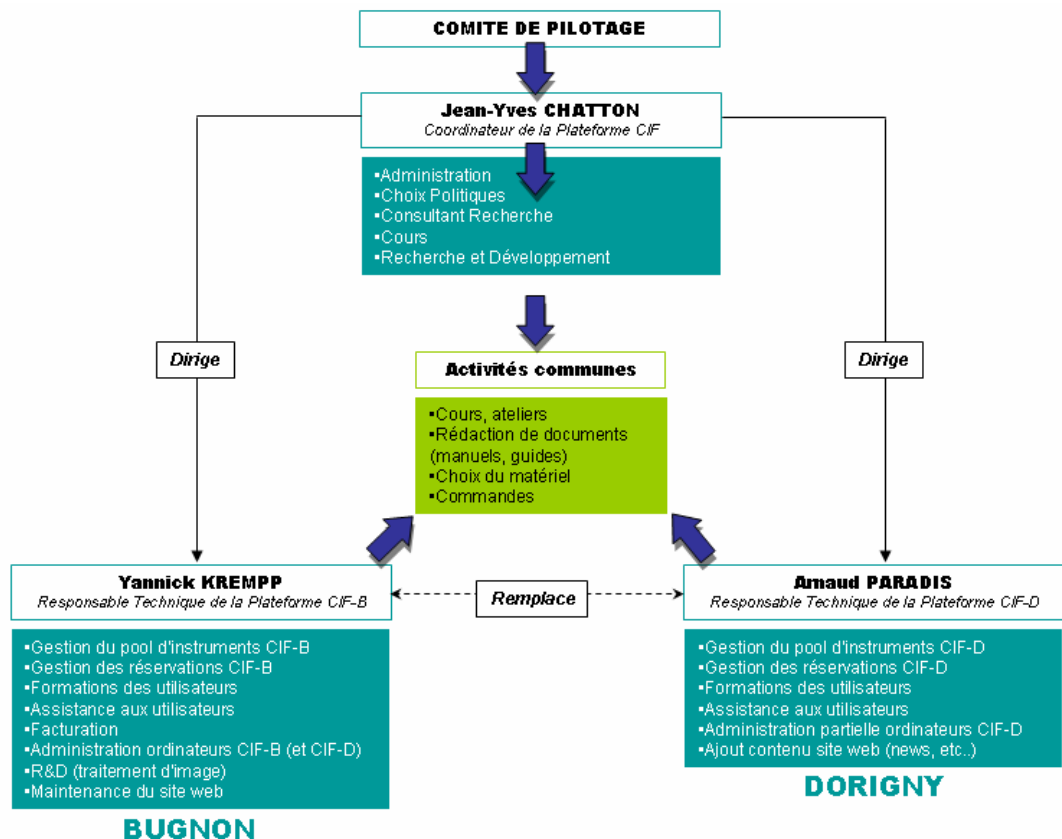 COMITE DE PILOTAGE
Jean-Yves CHATTON
Coordinateur de la Plateforme CIF
▪Administration
▪Choix Politiques
▪Consultant Recherche
▪Cours
▪Recherche et Développement
Dirige
Dirige
Activités communes
▪Cours, ateliers
▪Rédaction de documents
(manuels, guides)
▪Choix du matériel
▪Commandes
Yannick KREMPP
Responsable Technique de la Plateforme CIF-B
Remplace
Arnaud PARADIS
Responsable Technique de la Plateforme CIF-D
▪Gestion du pool d'instruments CIF-B
▪Gestion des réservations CIF-B
▪Formations des utilisateurs
▪Assistance aux utilisateurs
▪Facturation
▪Administration ordinateurs CIF-B (et CIF-D)
▪R&D (traitement d'image)
▪Maintenance du site web
BUGNON
▪Gestion du pool d'instruments CIF-D
▪Gestion des réservations CIF-D
▪Formations des utilisateurs
▪Assistance aux utilisateurs
▪Administration partielle ordinateurs CIF-D
▪Ajout contenu site web (news, etc..)
DORIGNY